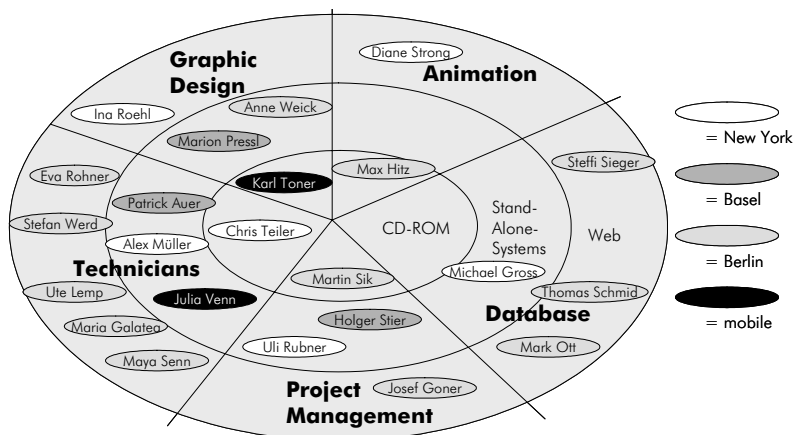 Graphic
Design
Diane Strong
Animation
Ina Roehl
Anne Weick
Marion Pressl
Eva Rohner
Karl Toner
Max Hitz
Steffi Sieger
Patrick Auer
Stefan Werd
Alex Müller
Chris Teiler
CD-ROM
Stand-
Alone-
Systems
Web
Technicians
Ute Lemp
Julia Venn
Martin Sik
Michael Gross
Thomas Schmid
Maria Galatea
Holger Stier
Database
Maya Senn
Uli Rubner
Mark Ott
Project
Management
Josef Goner
= New York
= Basel
= Berlin
= mobile